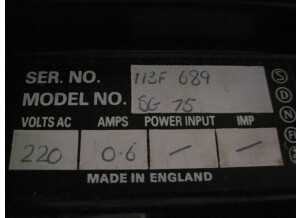 SER. NO. 113F 689
MODEL NO. SG 75
VOLTS AC AMPS POWER INPUT IMP
220 0.6 — —
MADE IN ENGLAND
S
D
N
F